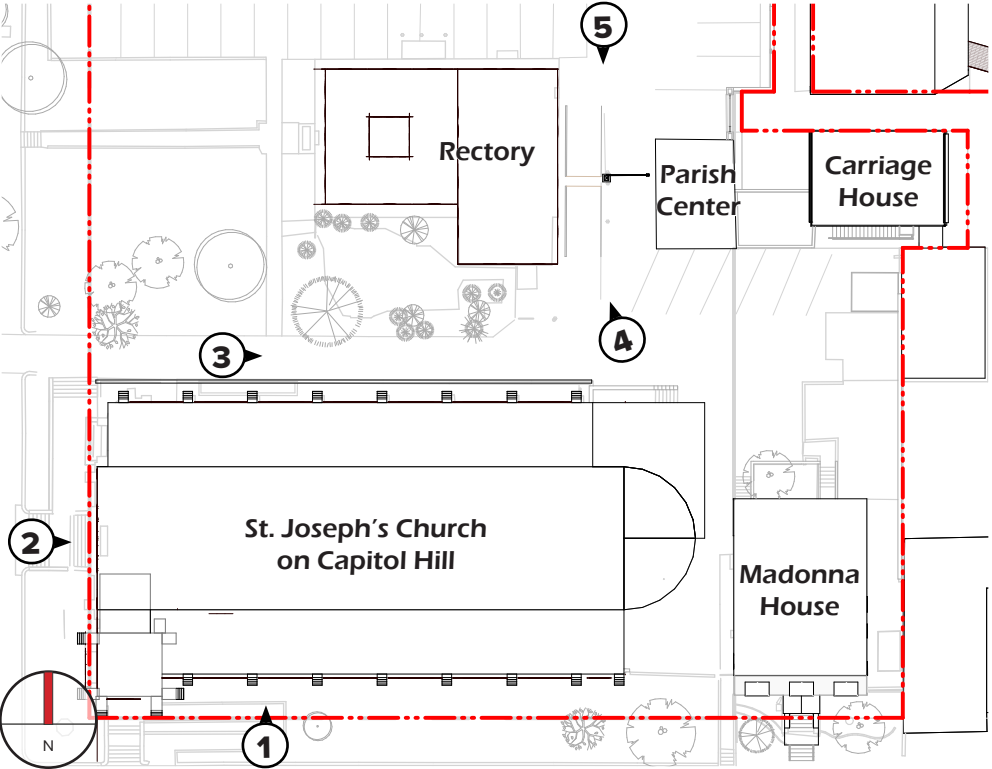 5
Rectory
Parish
Center
Carriage
House
3
4
St. Joseph's Church
on Capitol Hill
2
Madonna
House
N
1